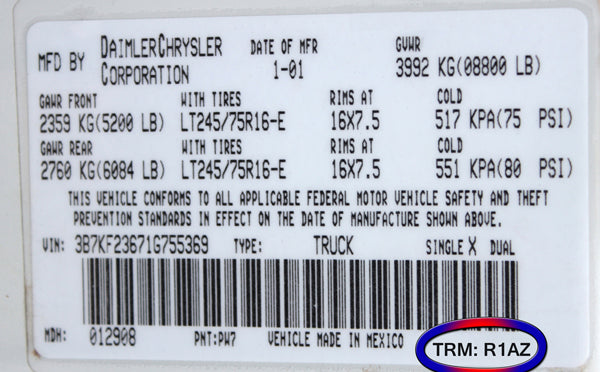 MFD BY DAIMLERCHRYSLER CORPORATION DATE OF MFR 1-01 GVWR 3992 KG(08800 LB)
GAWR FRONT WITH TIRES RIMS AT COLD
2359 KG(5200 LB) LT245/75R16-E 16X7.5 517 KPA(75 PSI)
GAWR REAR WITH TIRES RIMS AT COLD
2760 KG(6084 LB) LT245/75R16-E 16X7.5 551 KPA(80 PSI)
THIS VEHICLE CONFORMS TO ALL APPLICABLE FEDERAL MOTOR VEHICLE SAFETY AND THEFT
PREVENTION STANDARDS IN EFFECT ON THE DATE OF MANUFACTURE SHOWN ABOVE.
VIN: 3B7KF23671G755369 TYPE: TRUCK SINGLE X DUAL
MDH: 012908 PNT:PW7 VEHICLE MADE IN MEXICO
TRM: R1AZ